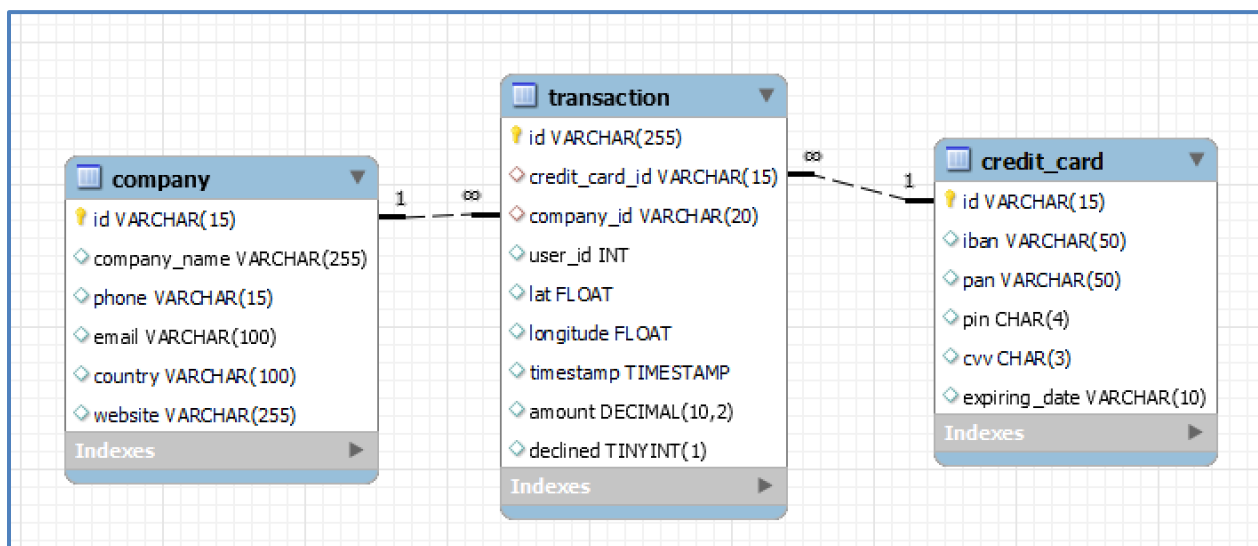 company
id VARCHAR(15)
company_name VARCHAR(255)
phone VARCHAR(15)
email VARCHAR(100)
country VARCHAR(100)
website VARCHAR(255)
Indexes
1
∞
transaction
id VARCHAR(255)
credit_card_id VARCHAR(15)
company_id VARCHAR(20)
user_id INT
lat FLOAT
longitude FLOAT
timestamp TIMESTAMP
amount DECIMAL(10,2)
declined TINYINT(1)
Indexes
∞
1
credit_card
id VARCHAR(15)
iban VARCHAR(50)
pan VARCHAR(50)
pin CHAR(4)
cvv CHAR(3)
expiring_date VARCHAR(10)
Indexes